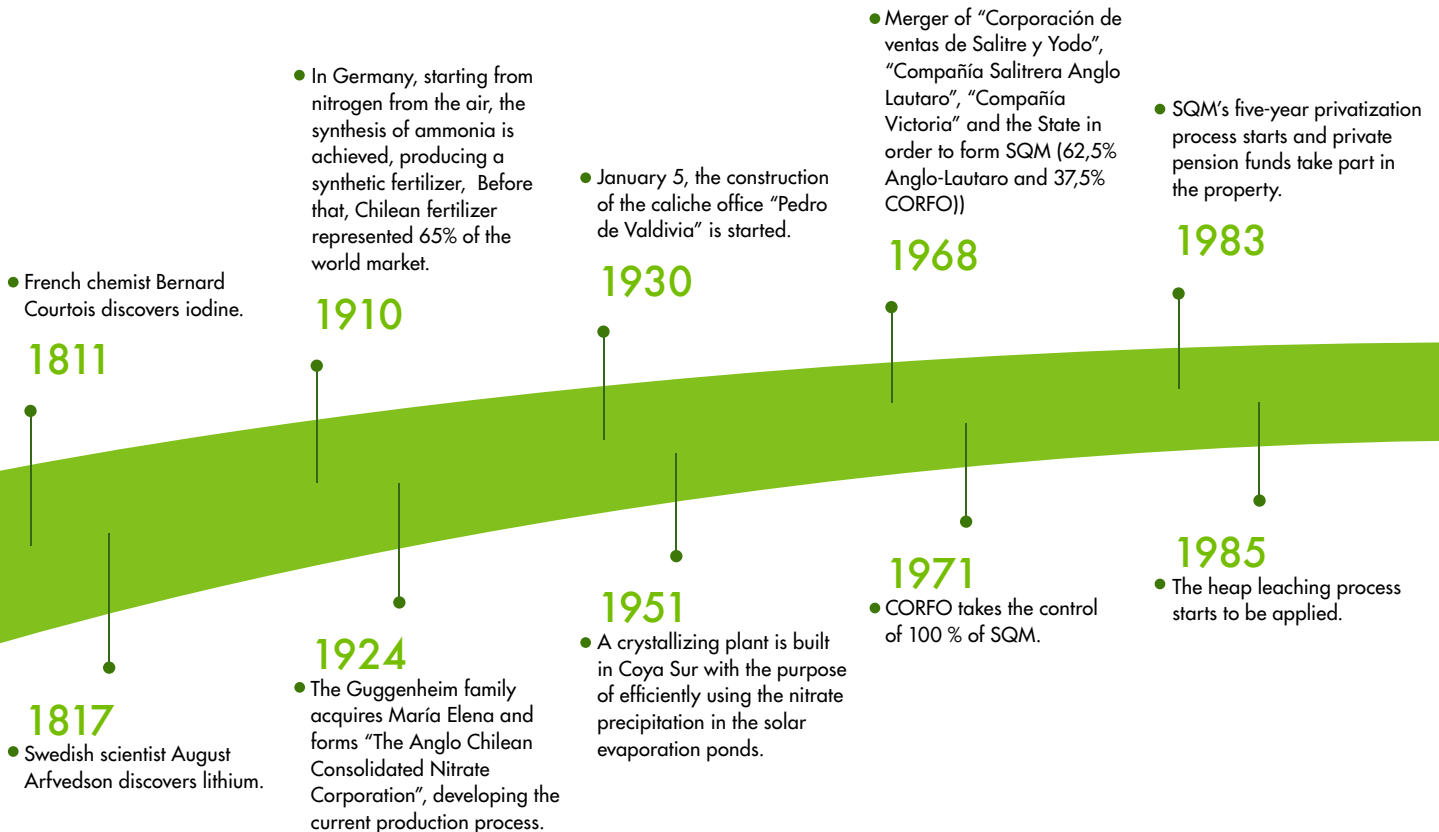 French chemist Bernard
Courtois discovers iodine.
1811
1817
Swedish scientist August
Arfvedson discovers lithium.
In Germany, starting from
nitrogen from the air, the
synthesis of ammonia is
achieved, producing a
synthetic fertilizer,  Before
that, Chilean fertilizer
represented 65% of the
world market.
1910
1924
The Guggenheim family
acquires María Elena and
forms “The Anglo Chilean
Consolidated Nitrate
Corporation”, developing the
current production process.
January 5, the construction
of the caliche office “Pedro
de Valdivia” is started.
1930
1951
A crystallizing plant is built
in Coya Sur with the purpose
of efficiently using the nitrate
precipitation in the solar
evaporation ponds.
Merger of “Corporación de
ventas de Salitre y Yodo”,
“Compañía Salitrera Anglo
Lautaro”, “Compañía
Victoria” and the State in
order to form SQM (62,5%
Anglo-Lautaro and 37,5%
CORFO))
1968
1971
CORFO takes the control
of 100 % of SQM.
SQM’s five-year privatization
process starts and private
pension funds take part in
the property.
1983
1985
The heap leaching process
starts to be applied.